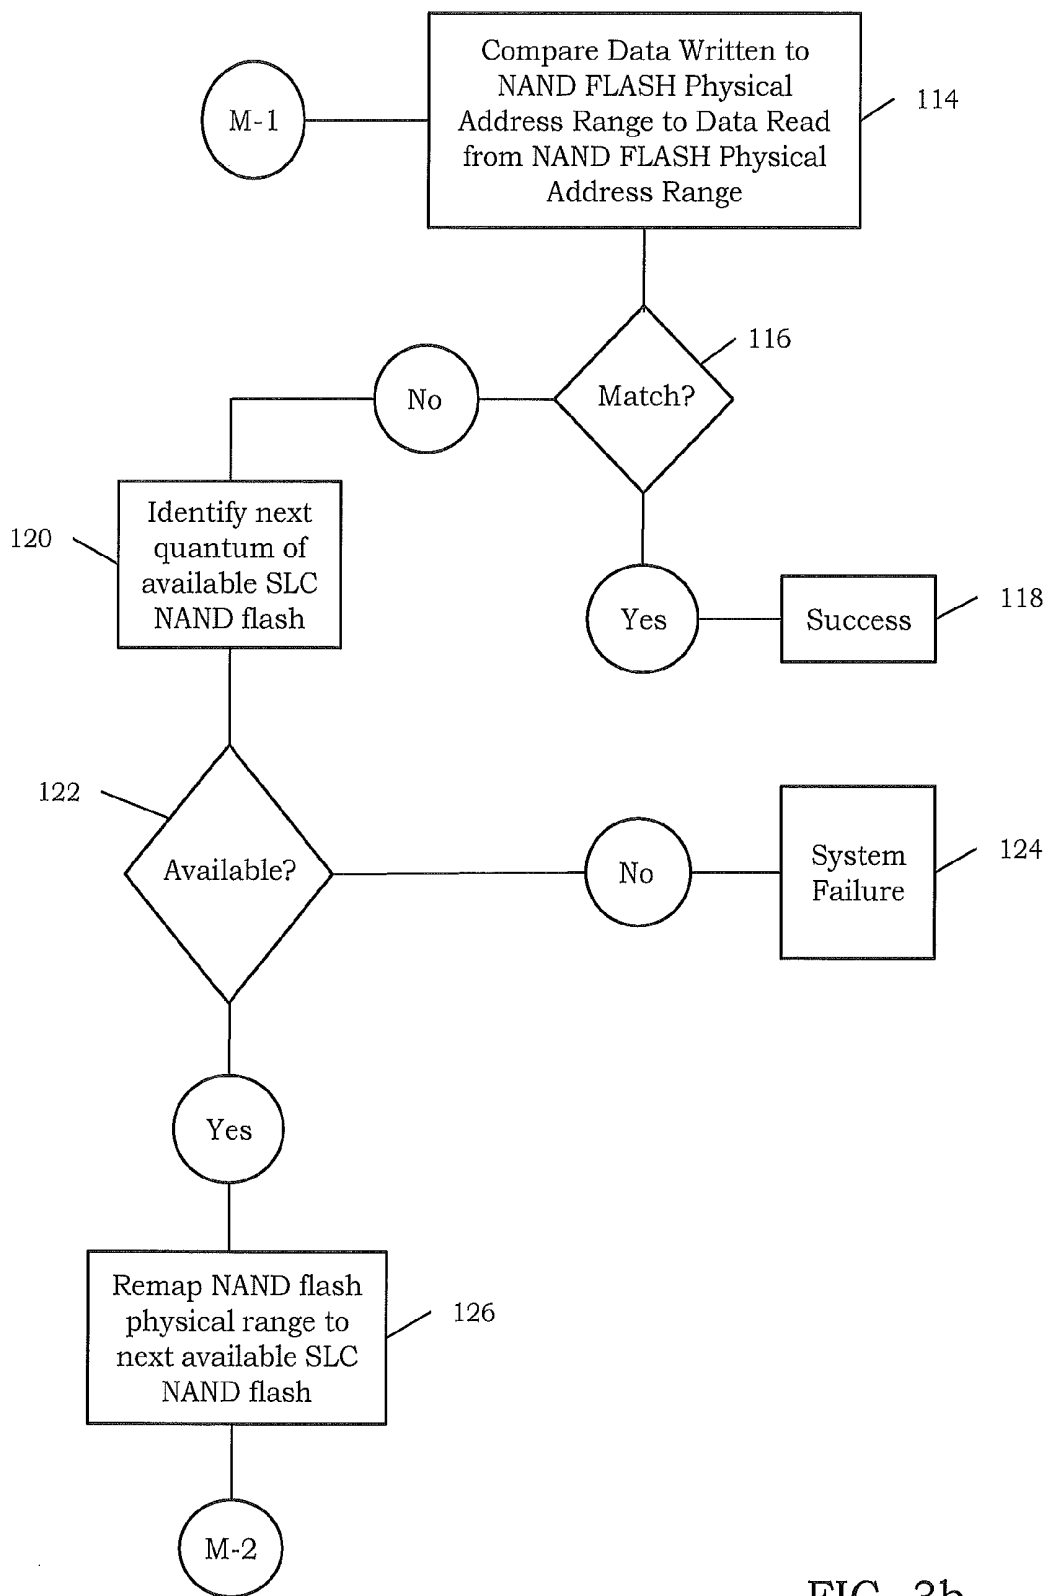 Compare Data Written to
NAND FLASH Physical
Address Range to Data Read
from NAND FLASH Physical
Address Range
114
M-1
116
Match?
No
Identify next
quantum of
available SLC
NAND flash
120
Yes
Success
118
122
Available?
No
System
Failure
124
Yes
Remap NAND flash
physical range to
next available SLC
NAND flash
126
M-2
FIG. 3b